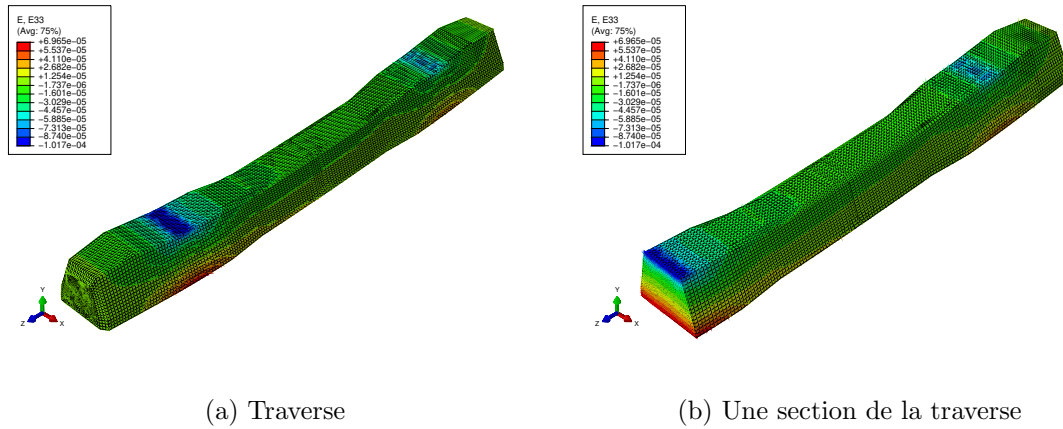 E, E33
(Avg: 75%)
+6.965e−05
+5.537e−05
+4.110e−05
+2.682e−05
+1.254e−05
−1.737e−06
−1.601e−05
−3.029e−05
−4.457e−05
−5.885e−05
−7.313e−05
−8.740e−05
−1.017e−04
Y
Z
X
(a) Traverse
E, E33
(Avg: 75%)
+6.965e−05
+5.537e−05
+4.110e−05
+2.682e−05
+1.254e−05
−1.737e−06
−1.601e−05
−3.029e−05
−4.457e−05
−5.885e−05
−7.313e−05
−8.740e−05
−1.017e−04
Y
Z
X
(b) Une section de la traverse